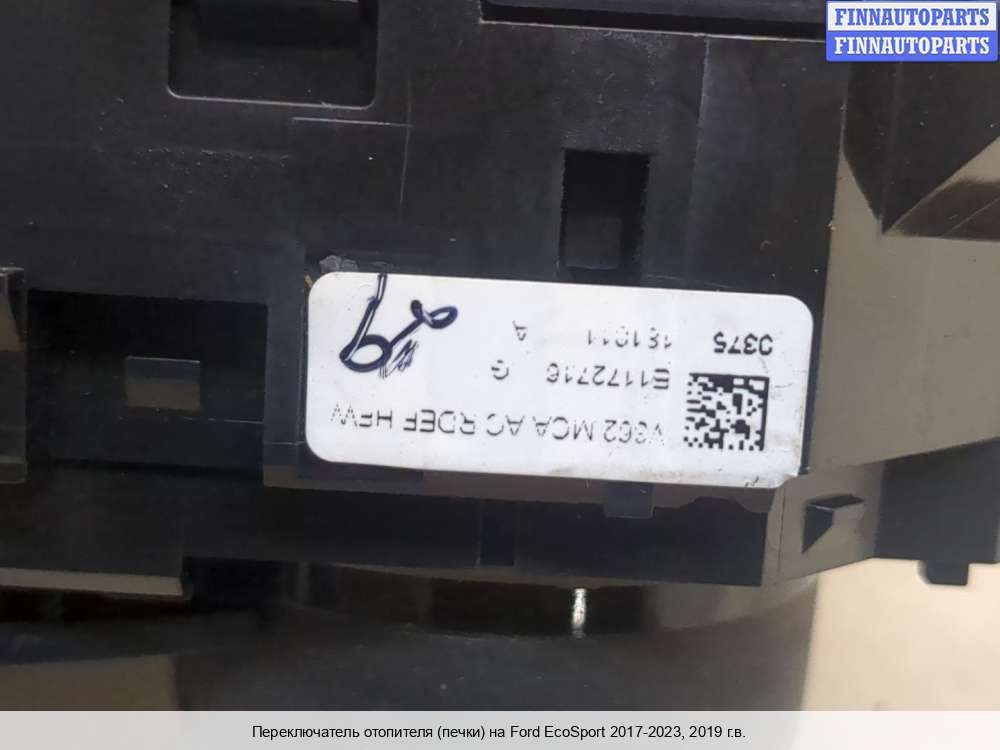 FINNAUTOPARTS
FINNAUTOPARTS
V362 MCA AC RDEF HFW
E1172716 G
0375 181011 A
Переключатель отопителя (печки) на Ford EcoSport 2017-2023, 2019 г.в.